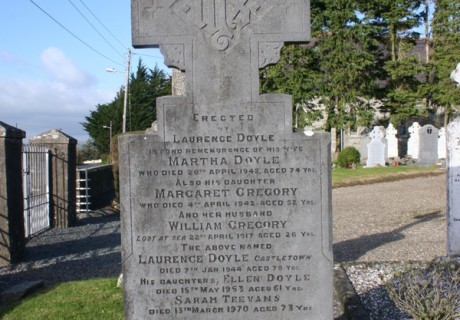 ERECTED
BY
LAURENCE DOYLE
IN FOND REMEMBRANCE OF HIS WIFE
MARTHA DOYLE
WHO DIED 20TH APRIL 1942, AGED 74 YRS.
ALSO HIS DAUGHTER
MARGARET GREGORY
WHO DIED 4TH APRIL 1942, AGED 52 YRS.
AND HER HUSBAND
WILLIAM GREGORY
LOST AT SEA 22ND APRIL 1917, AGED 26 YRS.
THE ABOVE NAMED
LAURENCE DOYLE CASTLETOWN
DIED 7TH JAN 1944 AGED 79 YRS.
HIS DAUGHTERS, ELLEN DOYLE
DIED 15TH MAY 1953 AGED 61 YRS.
SARAH TREVANS
DIED 13TH MARCH 1970 AGED 73 YRS.